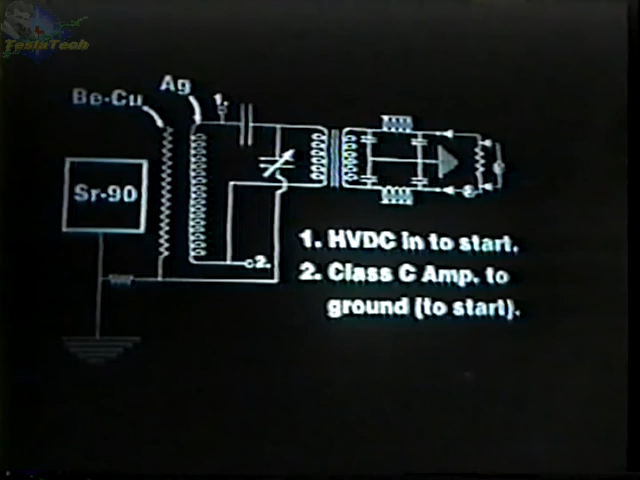 TeslaTech
Ag
Be-Cu
1.
Sr-90
2.
1. HVDC in to start.
2. Class C Amp. to
ground (to start).